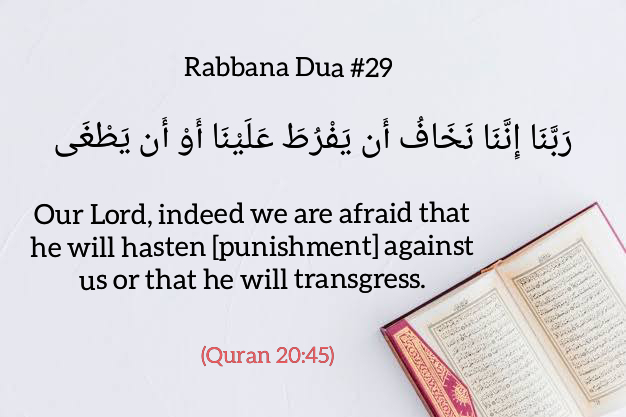 Rabbana Dua #29
رَبَّنَا إِنَّنَا نَخَافُ أَن يَفْرُطَ عَلَيْنَا أَوْ أَن يَطْغَى
Our Lord, indeed we are afraid that
he will hasten [punishment] against
us or that he will transgress.
(Quran 20:45)